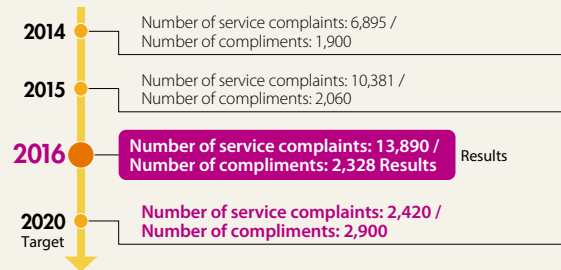 2014
Number of service complaints: 6,895 /
Number of compliments: 1,900
2015
Number of service complaints: 10,381 /
Number of compliments: 2,060
2016
Number of service complaints: 13,890 /
Number of compliments: 2,328 Results
Results
2020
Target
Number of service complaints: 2,420 /
Number of compliments: 2,900